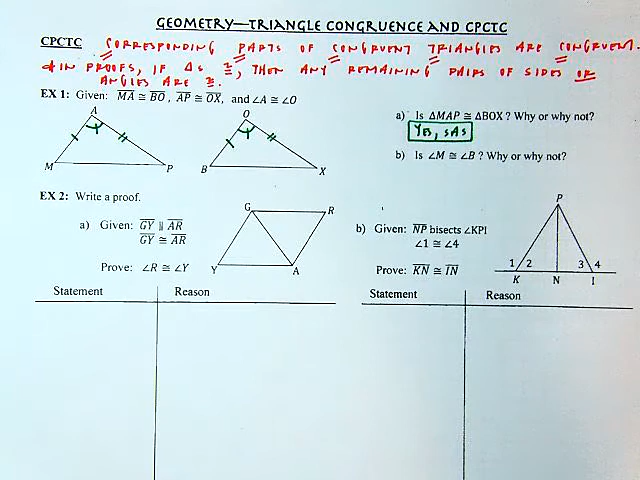 GEOMETRY—TRIANGLE CONGRUENCE AND CPCTC
CPCTC CORRESPONDING PARTS OF CONGRUENT TRIANGLES ARE CONGRUENT.
*IN PROOFS, IF Δs ≅, THEN ANY REMAINING PAIRS OF SIDES OR
ANGLES ARE ≅.
EX 1: Given: MA ≅ BO, AP ≅ OX, and ∠A ≅ ∠O
a) Is ΔMAP ≅ ΔBOX ? Why or why not?
YES, SAS
b) Is ∠M ≅ ∠B ? Why or why not?
A
M
P
O
B
X
EX 2: Write a proof.
a) Given: GY ∥ AR
GY ≅ AR
Prove: ∠R ≅ ∠Y
G
R
Y
A
b) Given: NP bisects ∠KPI
∠1 ≅ ∠4
Prove: KN ≅ IN
P
1 2 3 4
K N I
Statement Reason
Statement Reason